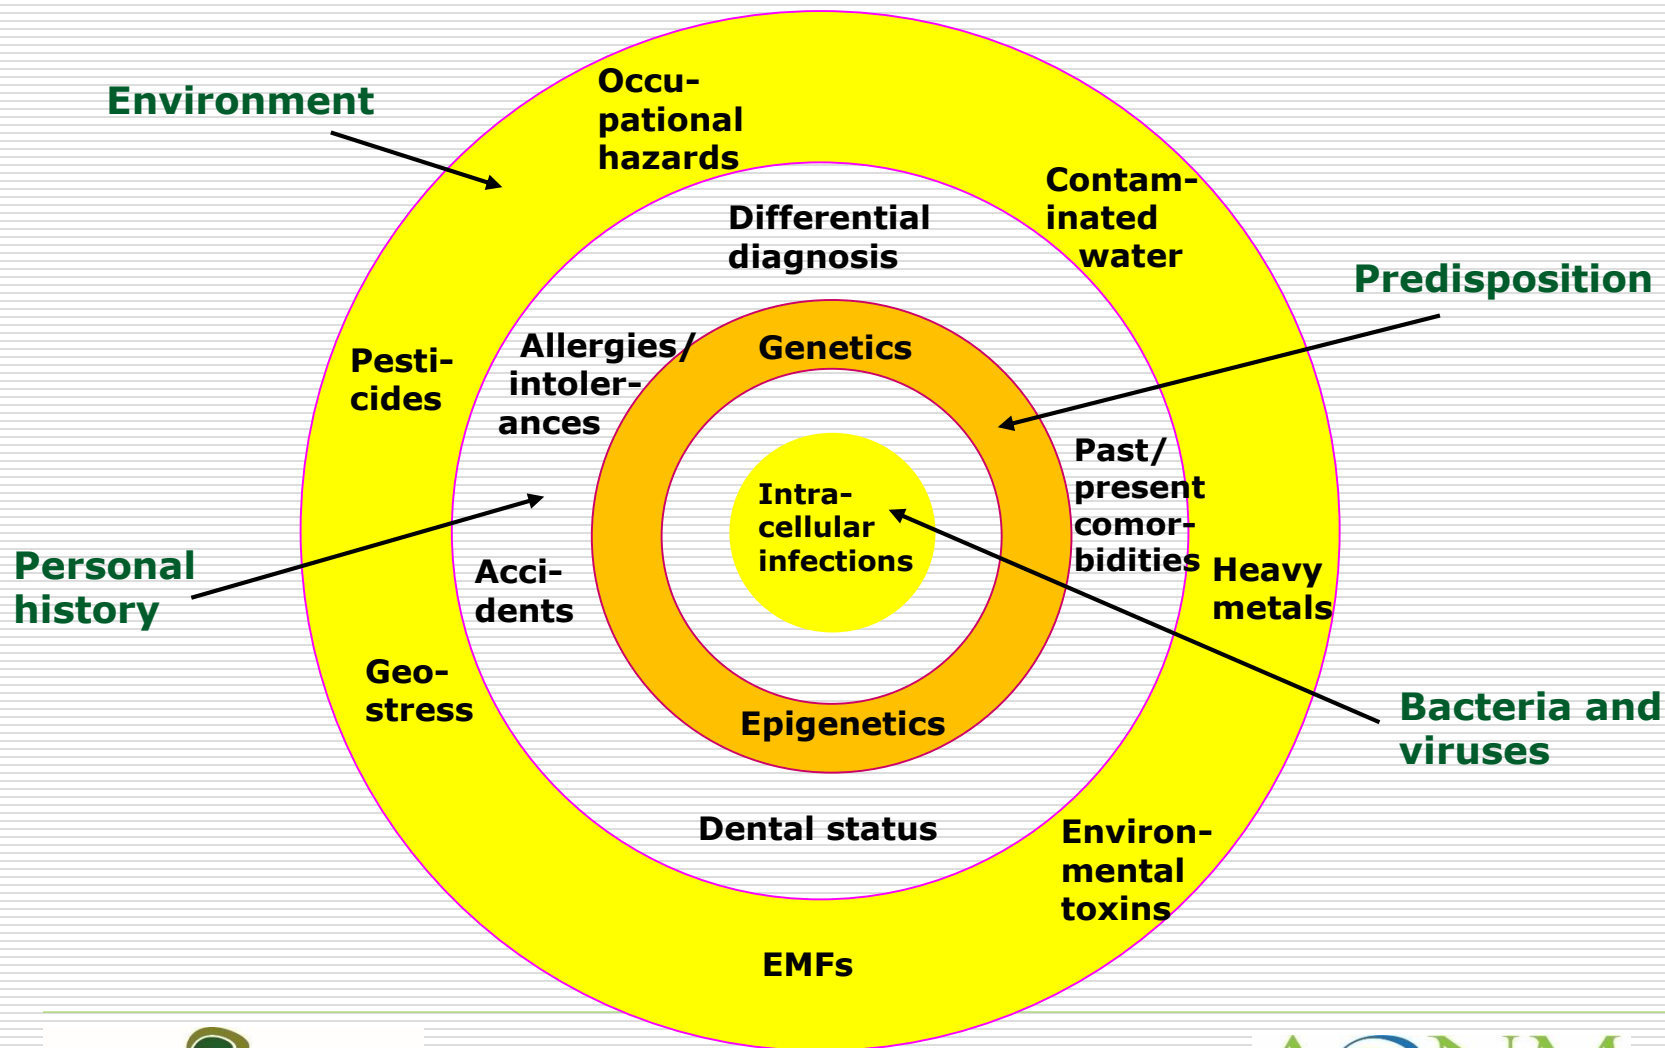 Environment
Occu-
pational
hazards
Contam-
inated
water
Differential
diagnosis
Predisposition
Pesti-
cides
Allergies/
intoler-
ances
Genetics
Past/
present
comor-
bidities
Intra-
cellular
infections
Personal
history
Acci-
dents
Heavy
metals
Geo-
stress
Epigenetics
Bacteria and
viruses
Dental status
Environ-
mental
toxins
EMFs